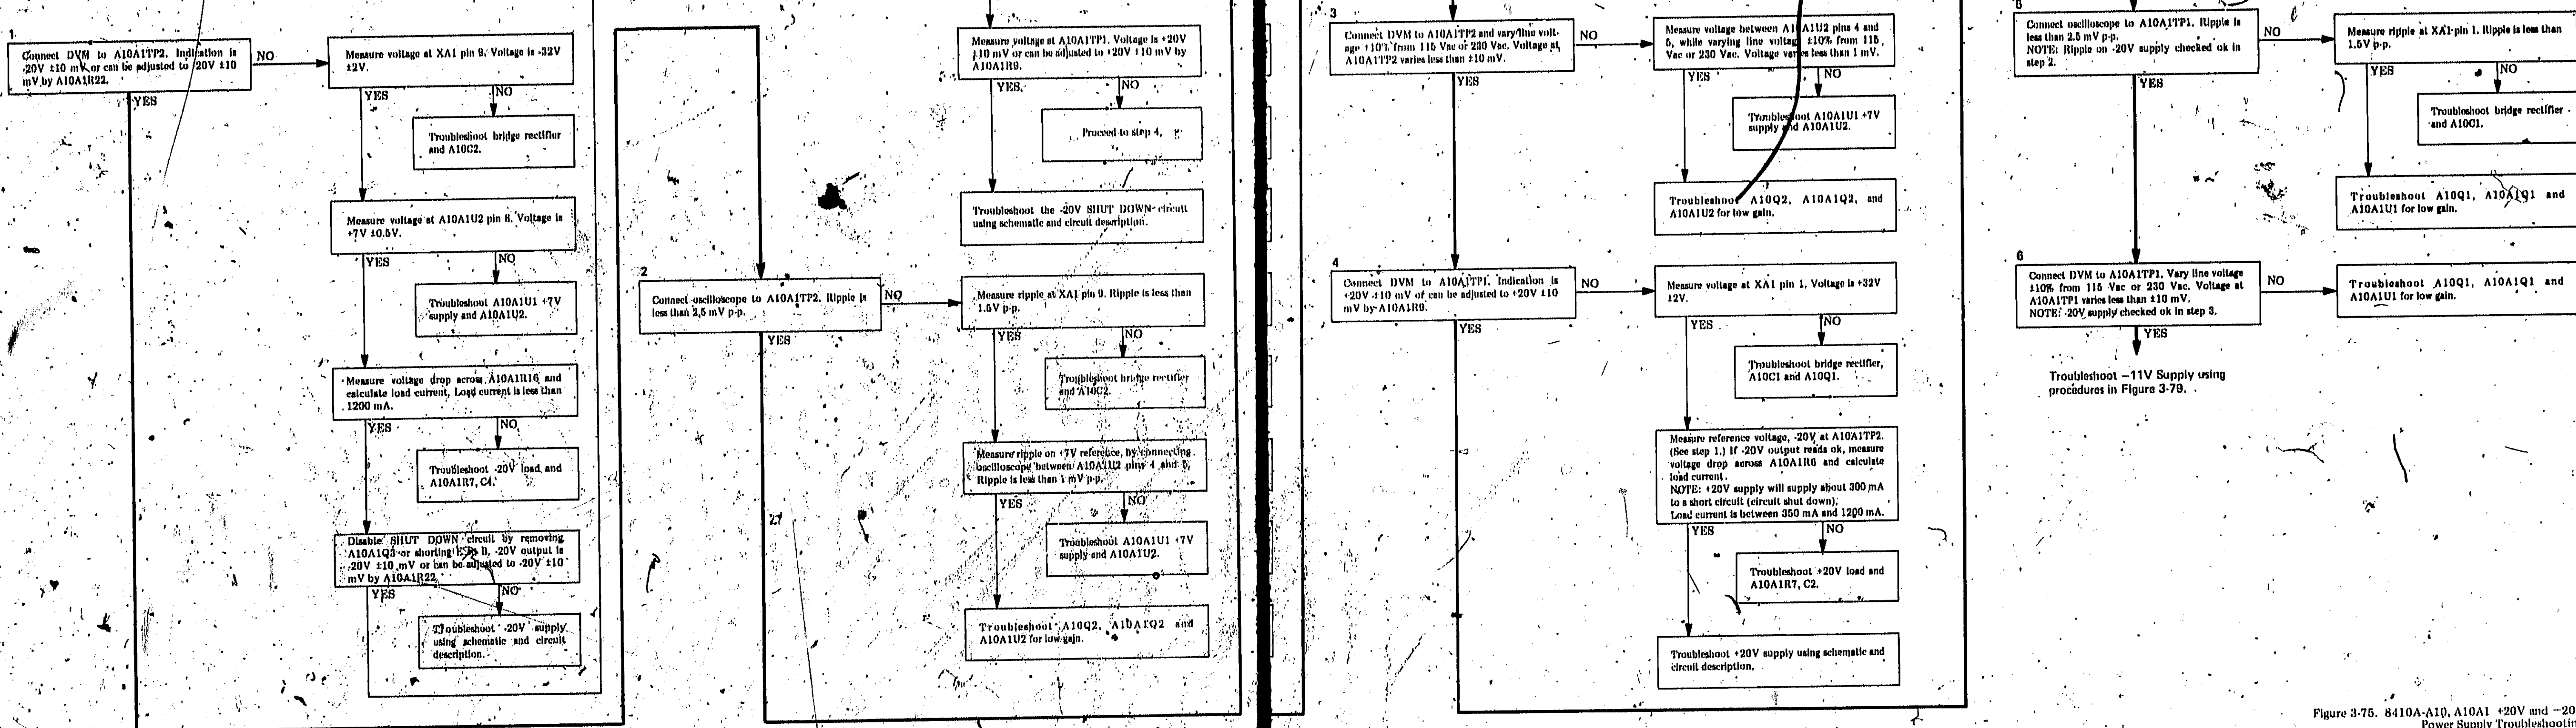 1
Connect DVM to A10A1TP2. Indication is
-20V ±10 mV or can be adjusted to -20V ±10
mV by A10A1R22.
NO
YES
Measure voltage at XA1 pin 9. Voltage is -32V
±2V.
YES
NO
Troubleshoot bridge rectifier
and A10C2.
Measure voltage at A10A1U2 pin 8. Voltage is
+7V ±0.5V.
YES
NO
Troubleshoot A10A1U1 +7V
supply and A10A1U2.
Measure voltage drop across A10A1R16 and
calculate load current. Load current is less than
1200 mA.
YES
NO
Troubleshoot -20V load and
A10A1R7, C4.
Disable SHUT DOWN circuit by removing
A10A1Q3 or shorting E to B. -20V output is
-20V ±10 mV or can be adjusted to -20V ±10
mV by A10A1R22.
YES
NO
Troubleshoot -20V supply
using schematic and circuit
description.
Measure voltage at A10A1TP1. Voltage is +20V
±10 mV or can be adjusted to +20V ±10 mV by
A10A1R9.
YES
NO
Proceed to step 4.
Troubleshoot the -20V SHUT DOWN circuit
using schematic and circuit description.
2
Connect oscilloscope to A10A1TP2. Ripple is
less than 2.5 mV p-p.
NO
YES
Measure ripple at XA1 pin 9. Ripple is less than
1.5V p-p.
YES
NO
Troubleshoot bridge rectifier
and A10C2.
Measure ripple on +7V reference, by connecting
oscilloscope between A10A1U2 pins 4 and 5.
Ripple is less than 1 mV p-p.
YES
NO
Troubleshoot A10A1U1 +7V
supply and A10A1U2.
Troubleshoot A10Q2, A10A1Q2 and
A10A1U2 for low gain.
3
Connect DVM to A10A1TP2 and vary line volt-
age ±10% from 115 Vac or 230 Vac. Voltage at
A10A1TP2 varies less than ±10 mV.
NO
YES
Measure voltage between A10A1U2 pins 4 and
5, while varying line voltage ±10% from 115
Vac or 230 Vac. Voltage varies less than 1 mV.
YES
NO
Troubleshoot A10A1U1 +7V
supply and A10A1U2.
Troubleshoot A10Q2, A10A1Q2, and
A10A1U2 for low gain.
4
Connect DVM to A10A1TP1. Indication is
+20V ±10 mV or can be adjusted to +20V ±10
mV by A10A1R9.
NO
YES
Measure voltage at XA1 pin 1, Voltage is +32V
±2V.
YES
NO
Troubleshoot bridge rectifier,
A10C1 and A10Q1.
Measure reference voltage, -20V at A10A1TP2.
(See step 1.) If -20V output reads ok, measure
voltage drop across A10A1R6 and calculate
load current.
NOTE: +20V supply will supply about 300 mA
to a short circuit (circuit shut down).
Load current is between 350 mA and 1200 mA.
YES
NO
Troubleshoot +20V load and
A10A1R7, C2.
Troubleshoot +20V supply using schematic and
circuit description.
Connect oscilloscope to A10A1TP1. Ripple is
less than 2.5 mV p-p.
NOTE: Ripple on -20V supply checked ok in
step 2.
NO
YES
Measure ripple at XA1 pin 1. Ripple is less than
1.5V p-p.
YES
NO
Troubleshoot bridge rectifier
and A10C1.
Troubleshoot A10Q1, A10A1Q1 and
A10A1U1 for low gain.
6
Connect DVM to A10A1TP1. Vary line voltage
±10% from 115 Vac or 230 Vac. Voltage at
A10A1TP1 varies less than ±10 mV.
NOTE: -20V supply checked ok in step 3.
NO
YES
Troubleshoot A10Q1, A10A1Q1 and
A10A1U1 for low gain.
Troubleshoot –11V Supply using
procedures in Figure 3-79.
Figure 3-75. 8410A-A10, A10A1 +20V and –20
Power Supply Troubleshooting